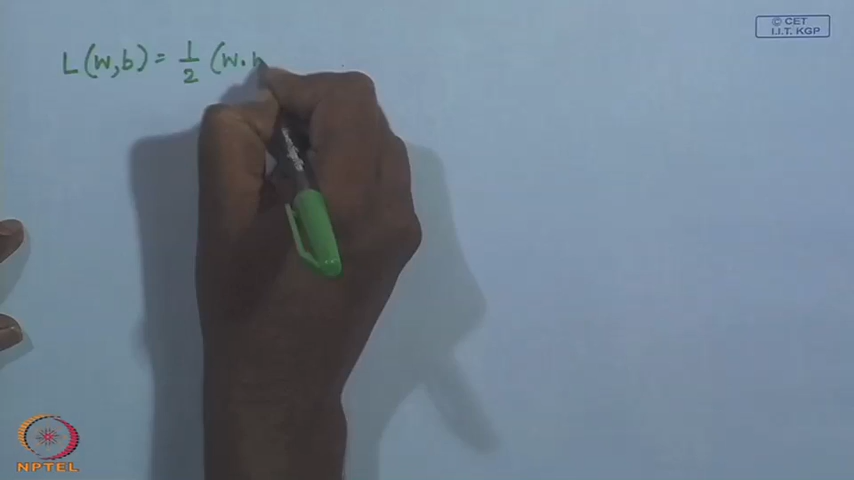 © CET
I.I.T. KGP
L(W,b) = 1/2 (W.
NPTEL